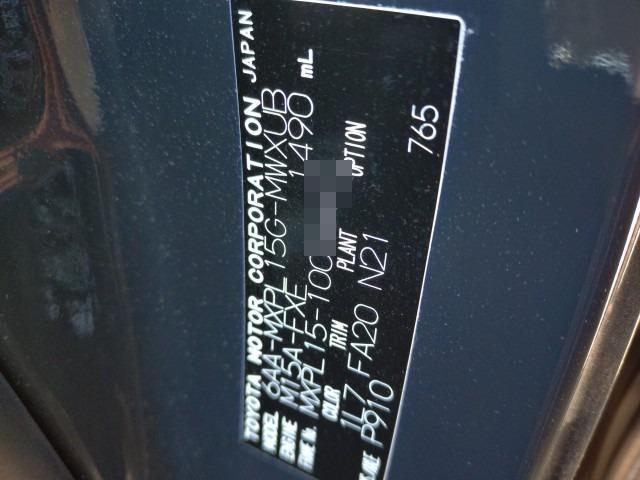 TOYOTA MOTOR CORPORATION JAPAN
MODEL 6AA-MXPL15G-MWXUB
ENGINE M15A-FXE 1490 mL
FRAME No. MXPL15-100
COLOR TRIM PLANT OPTION
1L7 FA20 N21 765
P910